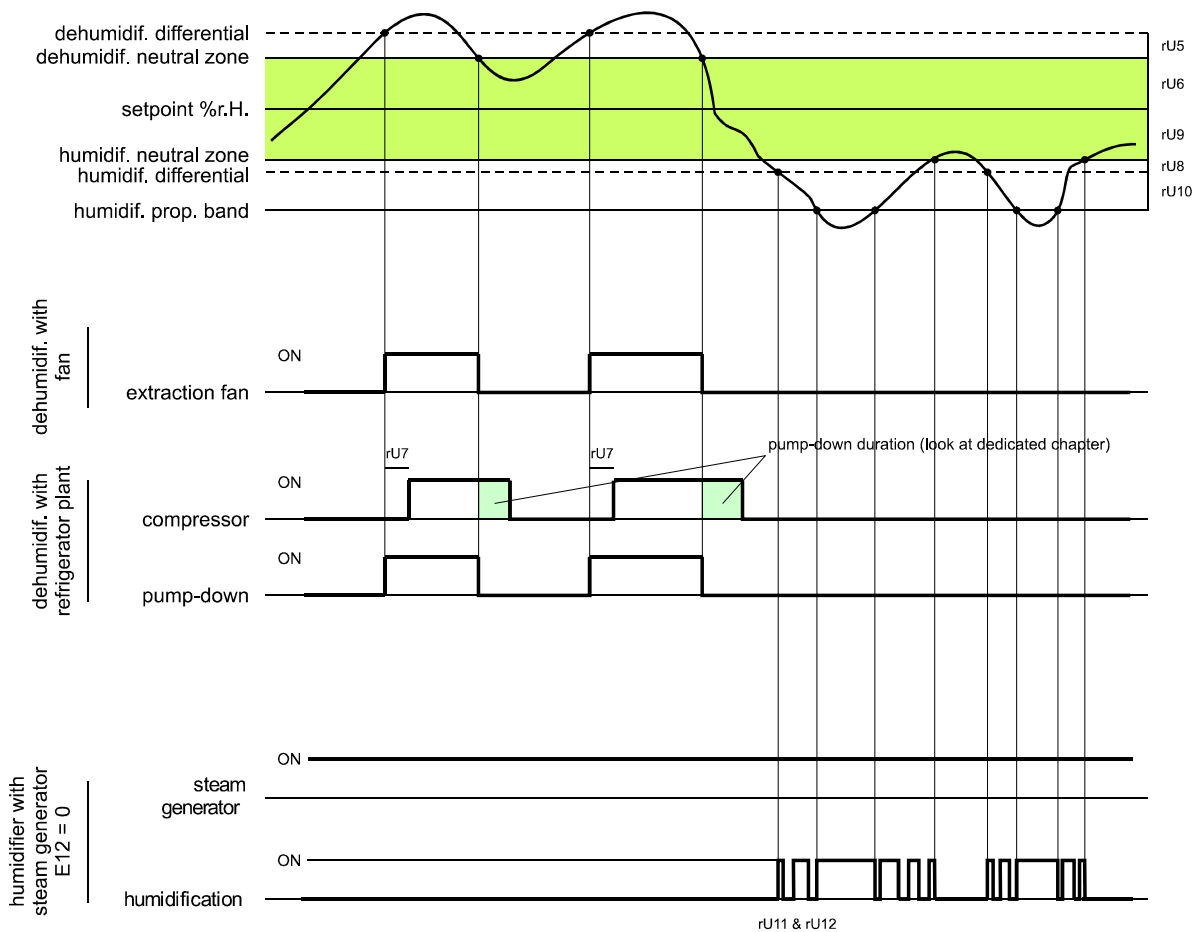 dehumidif. differential
rU5
dehumidif. neutral zone
rU6
setpoint %r.H.
rU9
humidif. neutral zone
rU8
humidif. differential
rU10
humidif. prop. band
dehumidif. with
fan
ON
extraction fan
pump-down duration (look at dedicated chapter)
rU7
rU7
dehumidif. with
refrigerator plant
ON
compressor
ON
pump-down
humidifier with
steam generator
E12 = 0
ON
steam
generator
ON
humidification
rU11 & rU12